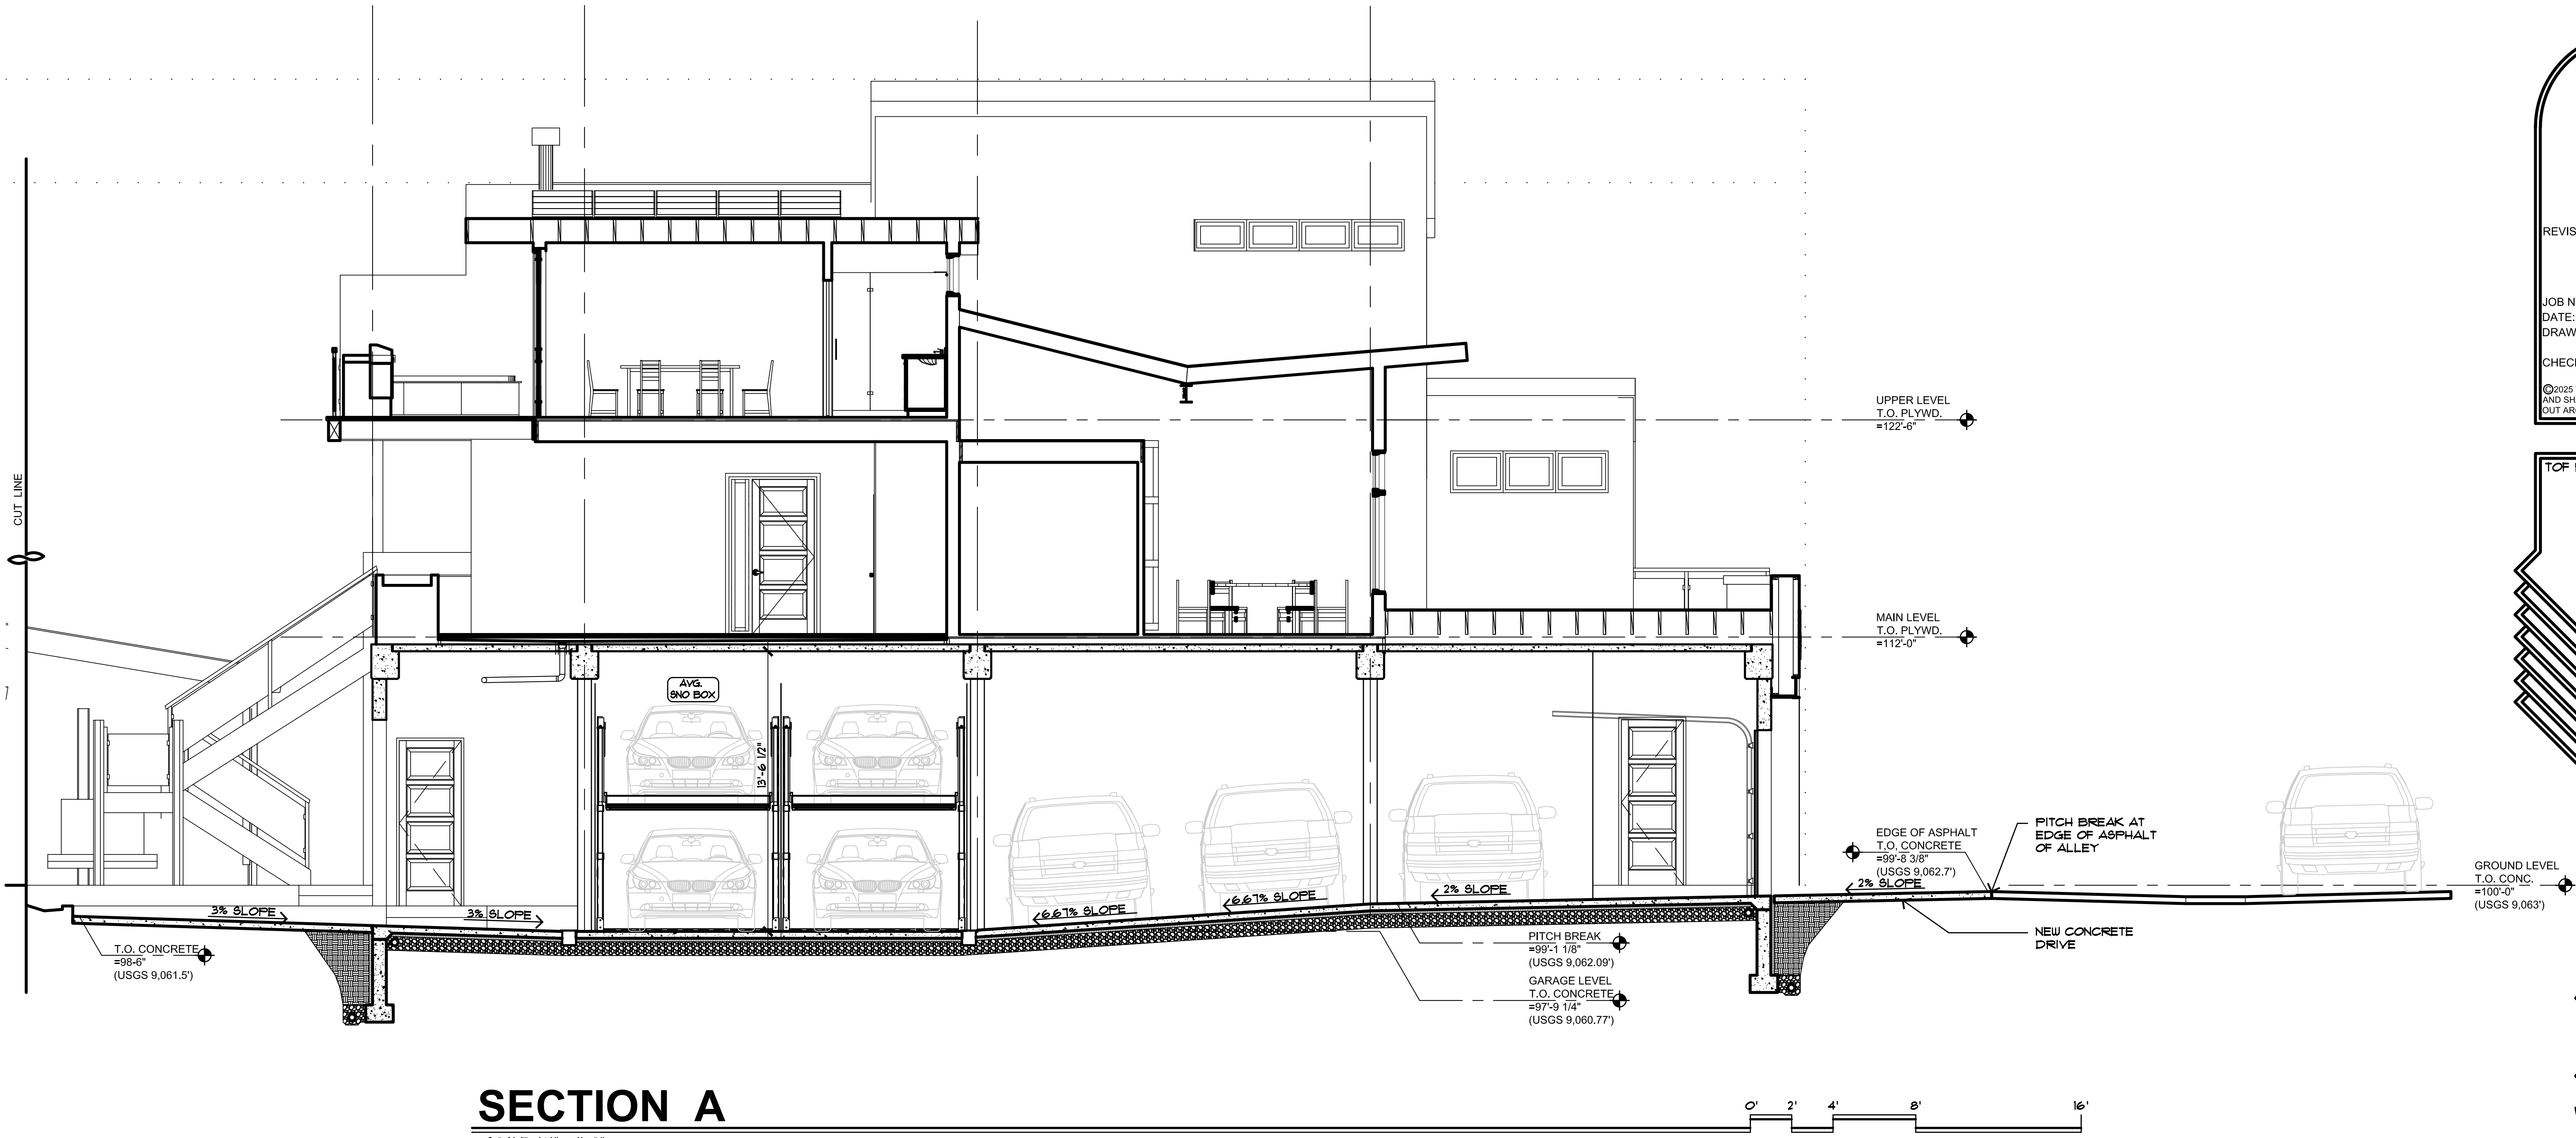 REVIS
JOB N
DATE:
DRAW
CHEC
©2025
AND SH
OUT AR
TOF
UPPER LEVEL
T.O. PLYWD.
=122'-6"
CUT LINE
MAIN LEVEL
T.O. PLYWD.
=112'-0"
AVG.
SNO BOX
13'-6 1/2"
EDGE OF ASPHALT
T,O, CONCRETE
=99'-8 3/8"
(USGS 9,062.7')
PITCH BREAK AT
EDGE OF ASPHALT
OF ALLEY
GROUND LEVEL
T.O. CONC.
=100'-0"
(USGS 9,063')
3% SLOPE
3% SLOPE
6.67% SLOPE
6.67% SLOPE
2% SLOPE
2% SLOPE
NEW CONCRETE
DRIVE
T.O. CONCRETE
=98-6"
(USGS 9,061.5')
PITCH BREAK
=99'-1 1/8"
(USGS 9,062.09')
GARAGE LEVEL
T.O. CONCRETE
=97'-9 1/4"
(USGS 9,060.77')
SECTION A
0' 2' 4' 8' 16'